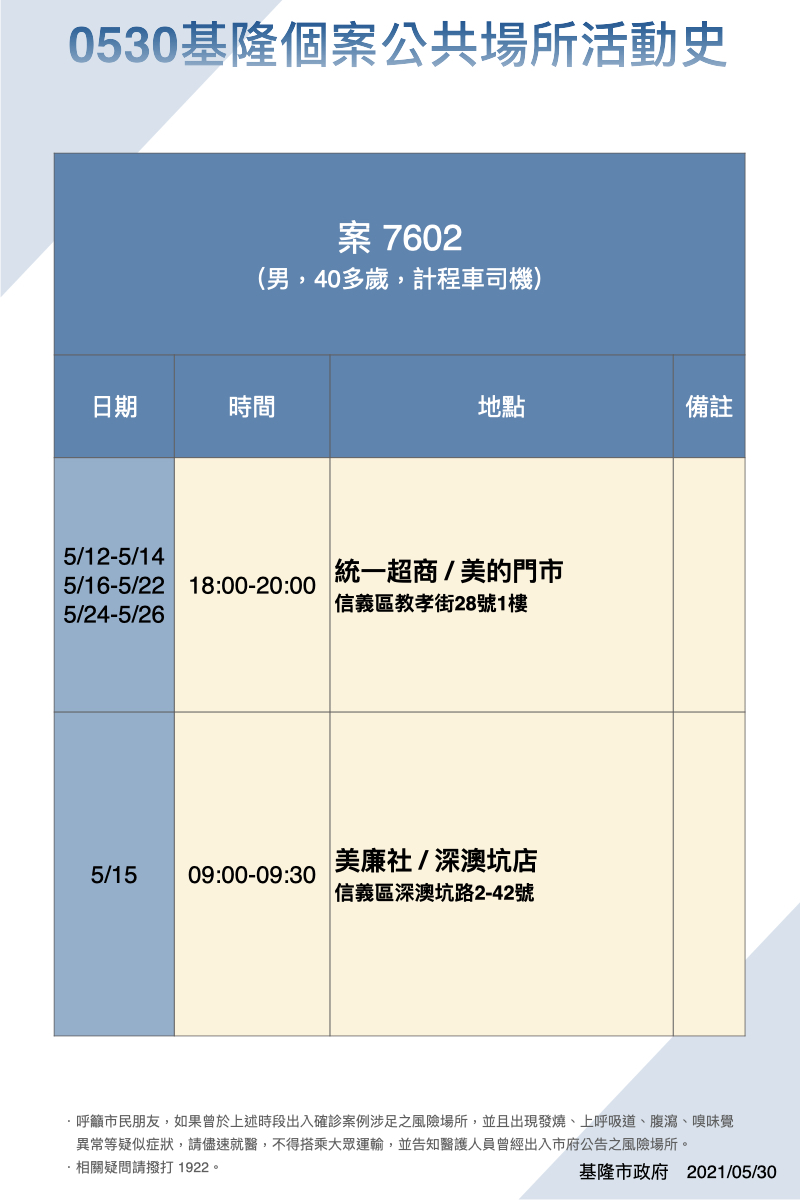 0530基隆個案公共場所活動史
案 7602
（男，40多歲，計程車司機）
日期
時間
地點
備註
5/12-5/14
5/16-5/22
5/24-5/26
18:00-20:00
統一超商 / 美的門市
信義區教孝街28號1樓
5/15
09:00-09:30
美廉社 / 深澳坑店
信義區深澳坑路2-42號
· 呼籲市民朋友，如果曾於上述時段出入確診案例涉足之風險場所，並且出現發燒、上呼吸道、腹瀉、嗅味覺
異常等疑似症狀，請儘速就醫，不得搭乘大眾運輸，並告知醫護人員曾經出入市府公告之風險場所。
· 相關疑問請撥打 1922。
基隆市政府 2021/05/30